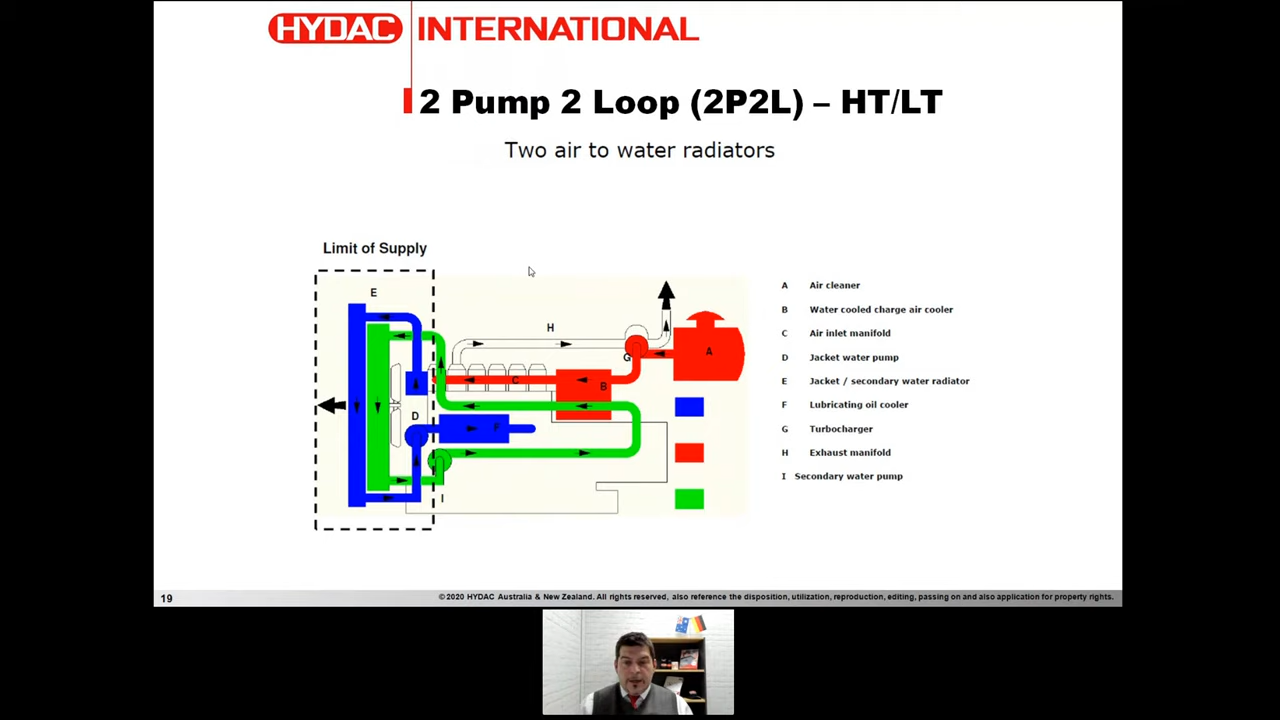 HYDAC INTERNATIONAL
2 Pump 2 Loop (2P2L) – HT/LT
Two air to water radiators
Limit of Supply
E
H
G
A
C
B
D
F
I
A Air cleaner
B Water cooled charge air cooler
C Air inlet manifold
D Jacket water pump
E Jacket / secondary water radiator
F Lubricating oil cooler
G Turbocharger
H Exhaust manifold
I Secondary water pump
19
©2020 HYDAC Australia & New Zealand. All rights reserved, also reference the disposition, utilization, reproduction, editing, passing on and also application for property rights.